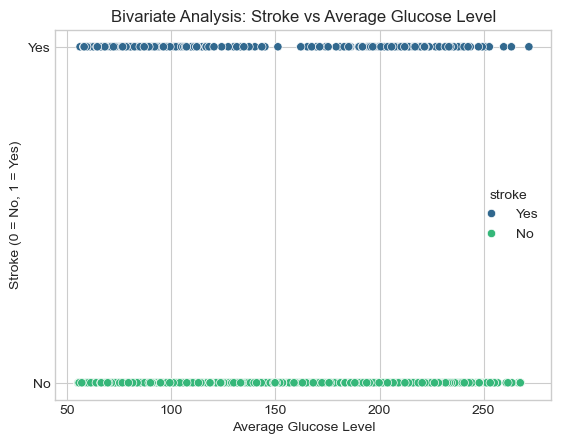 Bivariate Analysis: Stroke vs Average Glucose Level
Yes
Stroke (0 = No, 1 = Yes)
stroke
Yes
No
No
50 100 150 200 250
Average Glucose Level